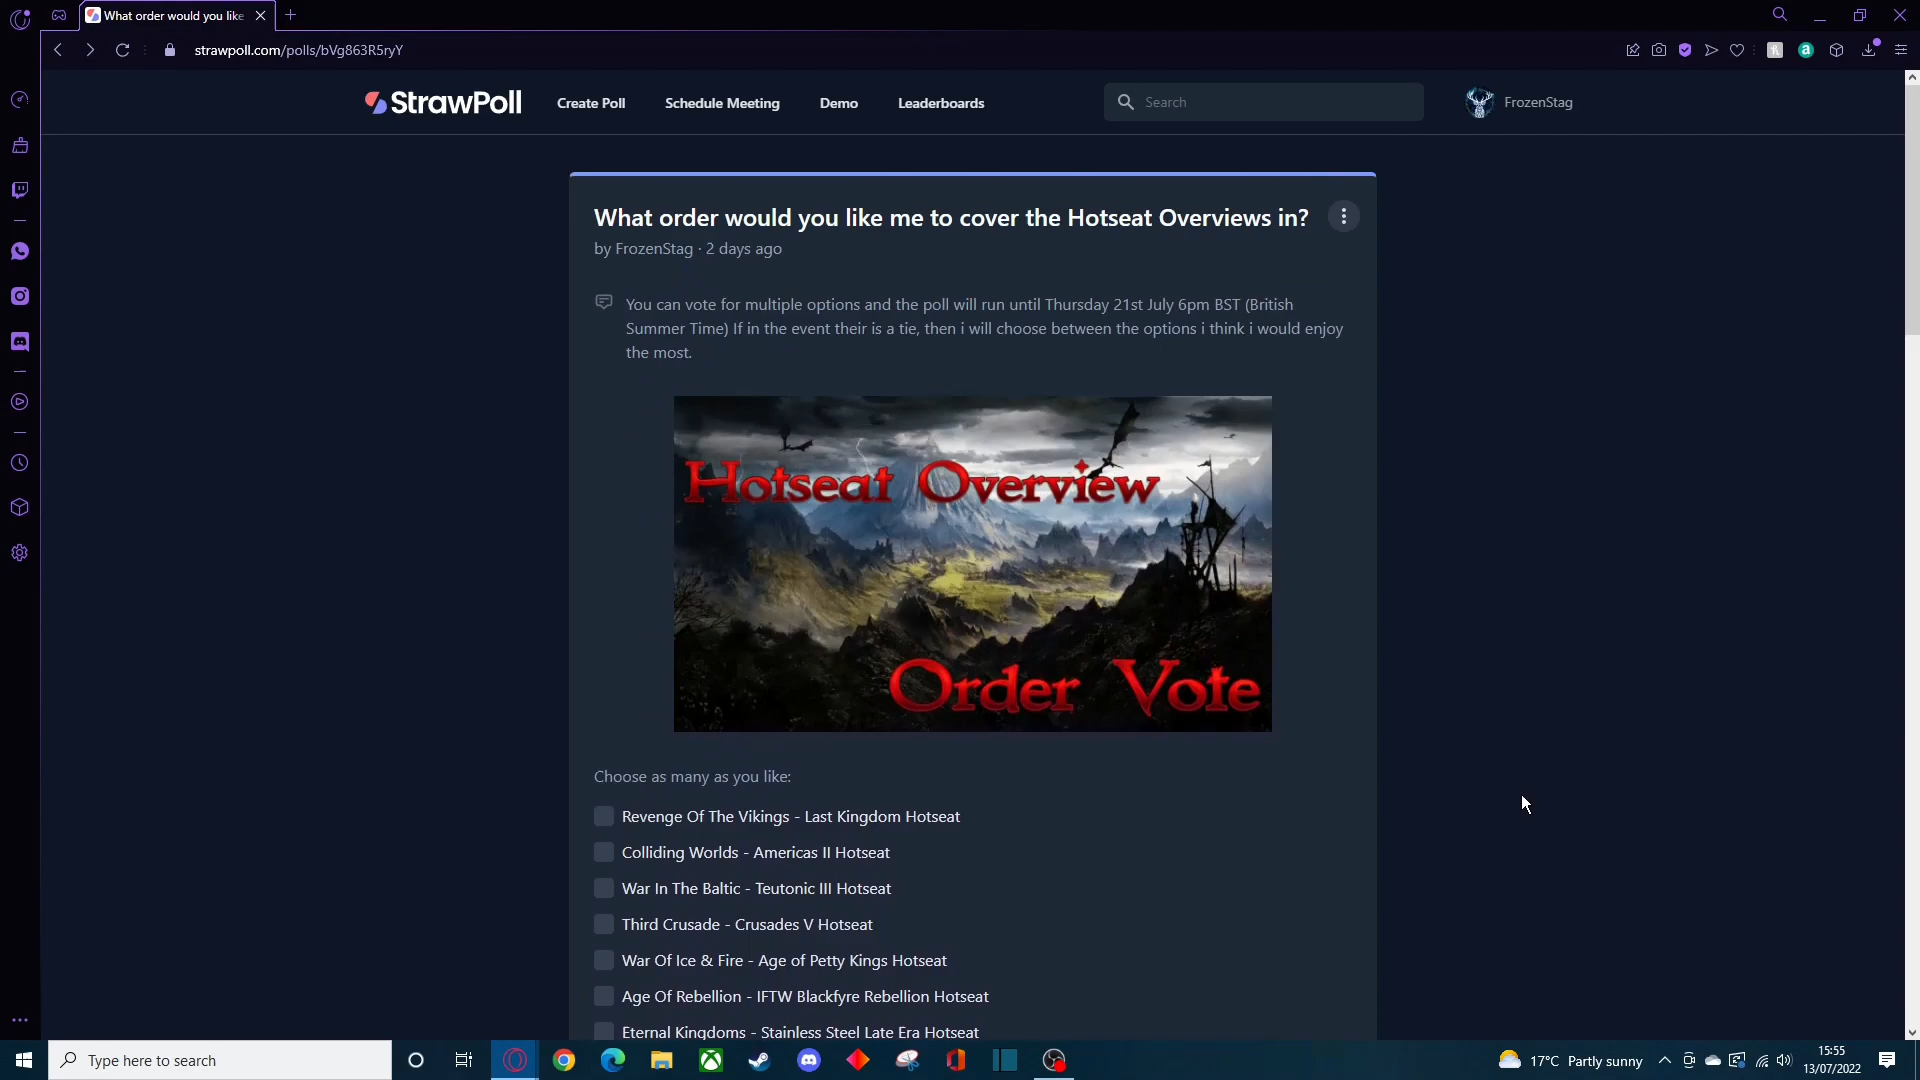 What order would you like
strawpoll.com/polls/bVg863R5ryY
StrawPoll
Create Poll
Schedule Meeting
Demo
Leaderboards
Search
FrozenStag
What order would you like me to cover the Hotseat Overviews in?
by FrozenStag · 2 days ago
You can vote for multiple options and the poll will run until Thursday 21st July 6pm BST (British
Summer Time) If in the event their is a tie, then i will choose between the options i think i would enjoy
the most.
Hotseat Overview
Order Vote
Choose as many as you like:
Revenge Of The Vikings - Last Kingdom Hotseat
Colliding Worlds - Americas II Hotseat
War In The Baltic - Teutonic III Hotseat
Third Crusade - Crusades V Hotseat
War Of Ice & Fire - Age of Petty Kings Hotseat
Age Of Rebellion - IFTW Blackfyre Rebellion Hotseat
Eternal Kingdoms - Stainless Steel Late Era Hotseat
Type here to search
17°C Partly sunny
15:55
13/07/2022